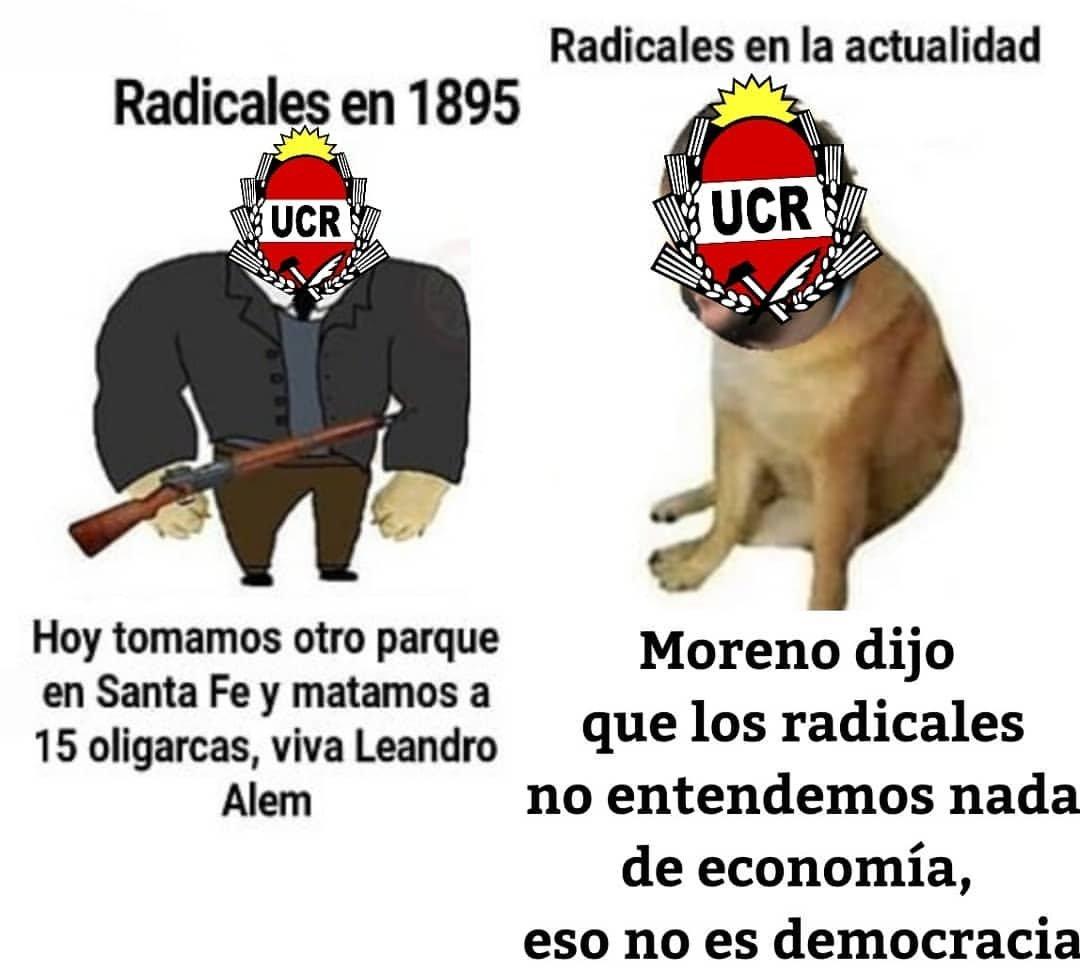 Radicales en 1895
UCR
Hoy tomamos otro parque
en Santa Fe y matamos a
15 oligarcas, viva Leandro
Alem
Radicales en la actualidad
UCR
Moreno dijo
que los radicales
no entendemos nada
de economía,
eso no es democracia